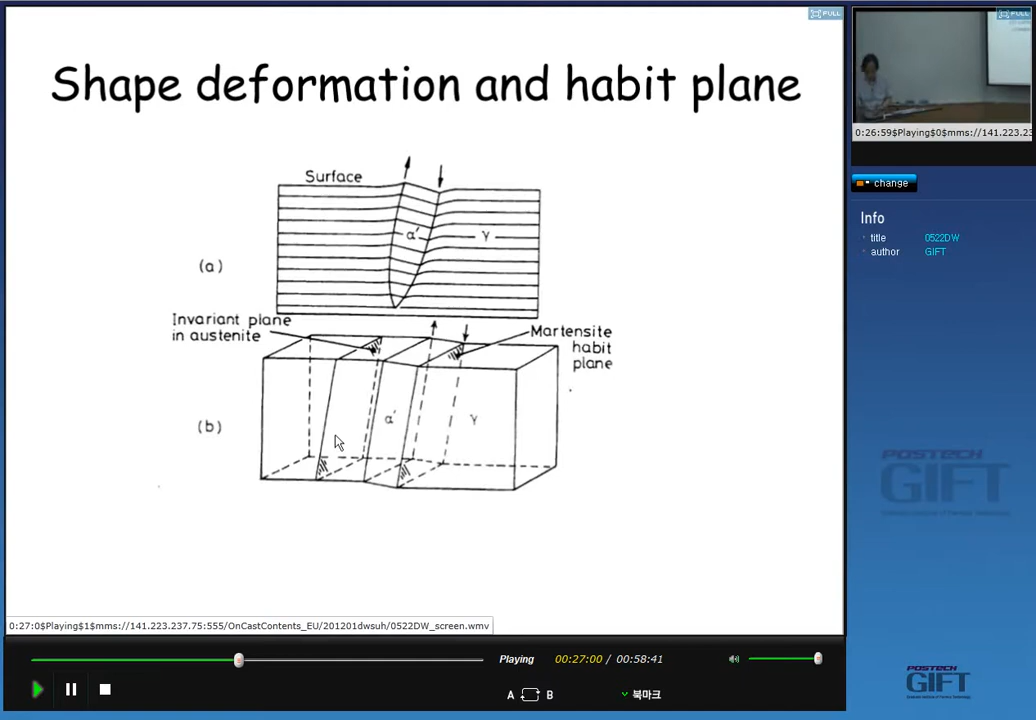 FULL
Shape deformation and habit plane
Surface
α'
γ
(a)
Invariant plane
in austenite
Martensite
habit
plane
α'
γ
(b)
0:27:0$Playing$1$mms://141.223.237.75:555/OnCastContents_EU/201201dwsuh/0522DW_screen.wmv
Playing
00:27:00 / 00:58:41
A B
북마크
FULL
0:26:59$Playing$0$mms://141.223.23
change
Info
title 0522DW
author GIFT
POSTECH
GIFT
POSTECH
GIFT